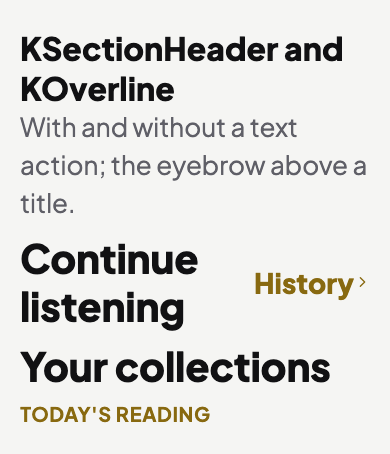 KSectionHeader and
KOverline
With and without a text
action; the eyebrow above a
title.
Continue
listening
History ›
Your collections
TODAY'S READING